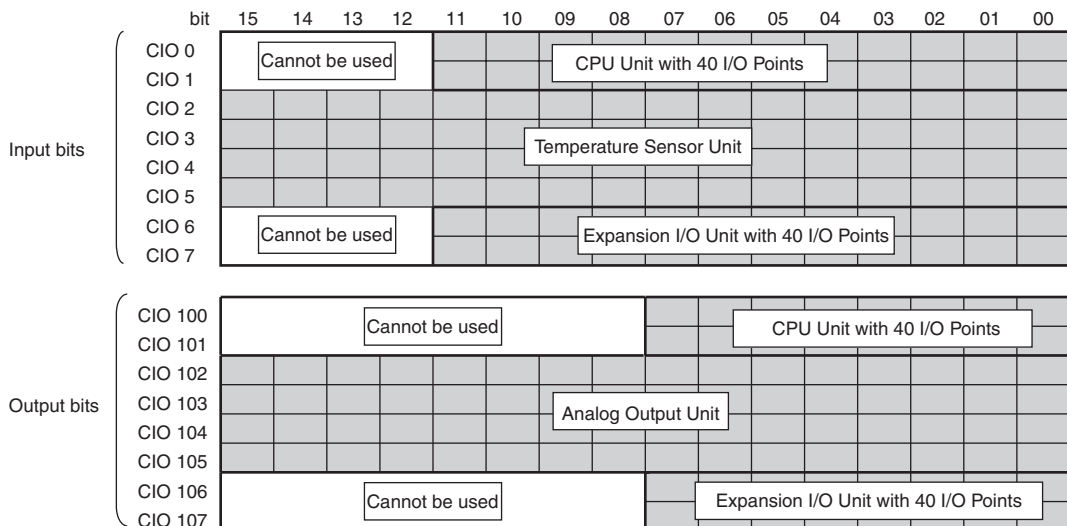 bit 15 14 13 12 11 10 09 08 07 06 05 04 03 02 01 00
Input bits
CIO 0
CIO 1
CIO 2
CIO 3
CIO 4
CIO 5
CIO 6
CIO 7
Cannot be used
CPU Unit with 40 I/O Points
Temperature Sensor Unit
Cannot be used
Expansion I/O Unit with 40 I/O Points
Output bits
CIO 100
CIO 101
CIO 102
CIO 103
CIO 104
CIO 105
CIO 106
CIO 107
Cannot be used
CPU Unit with 40 I/O Points
Analog Output Unit
Cannot be used
Expansion I/O Unit with 40 I/O Points